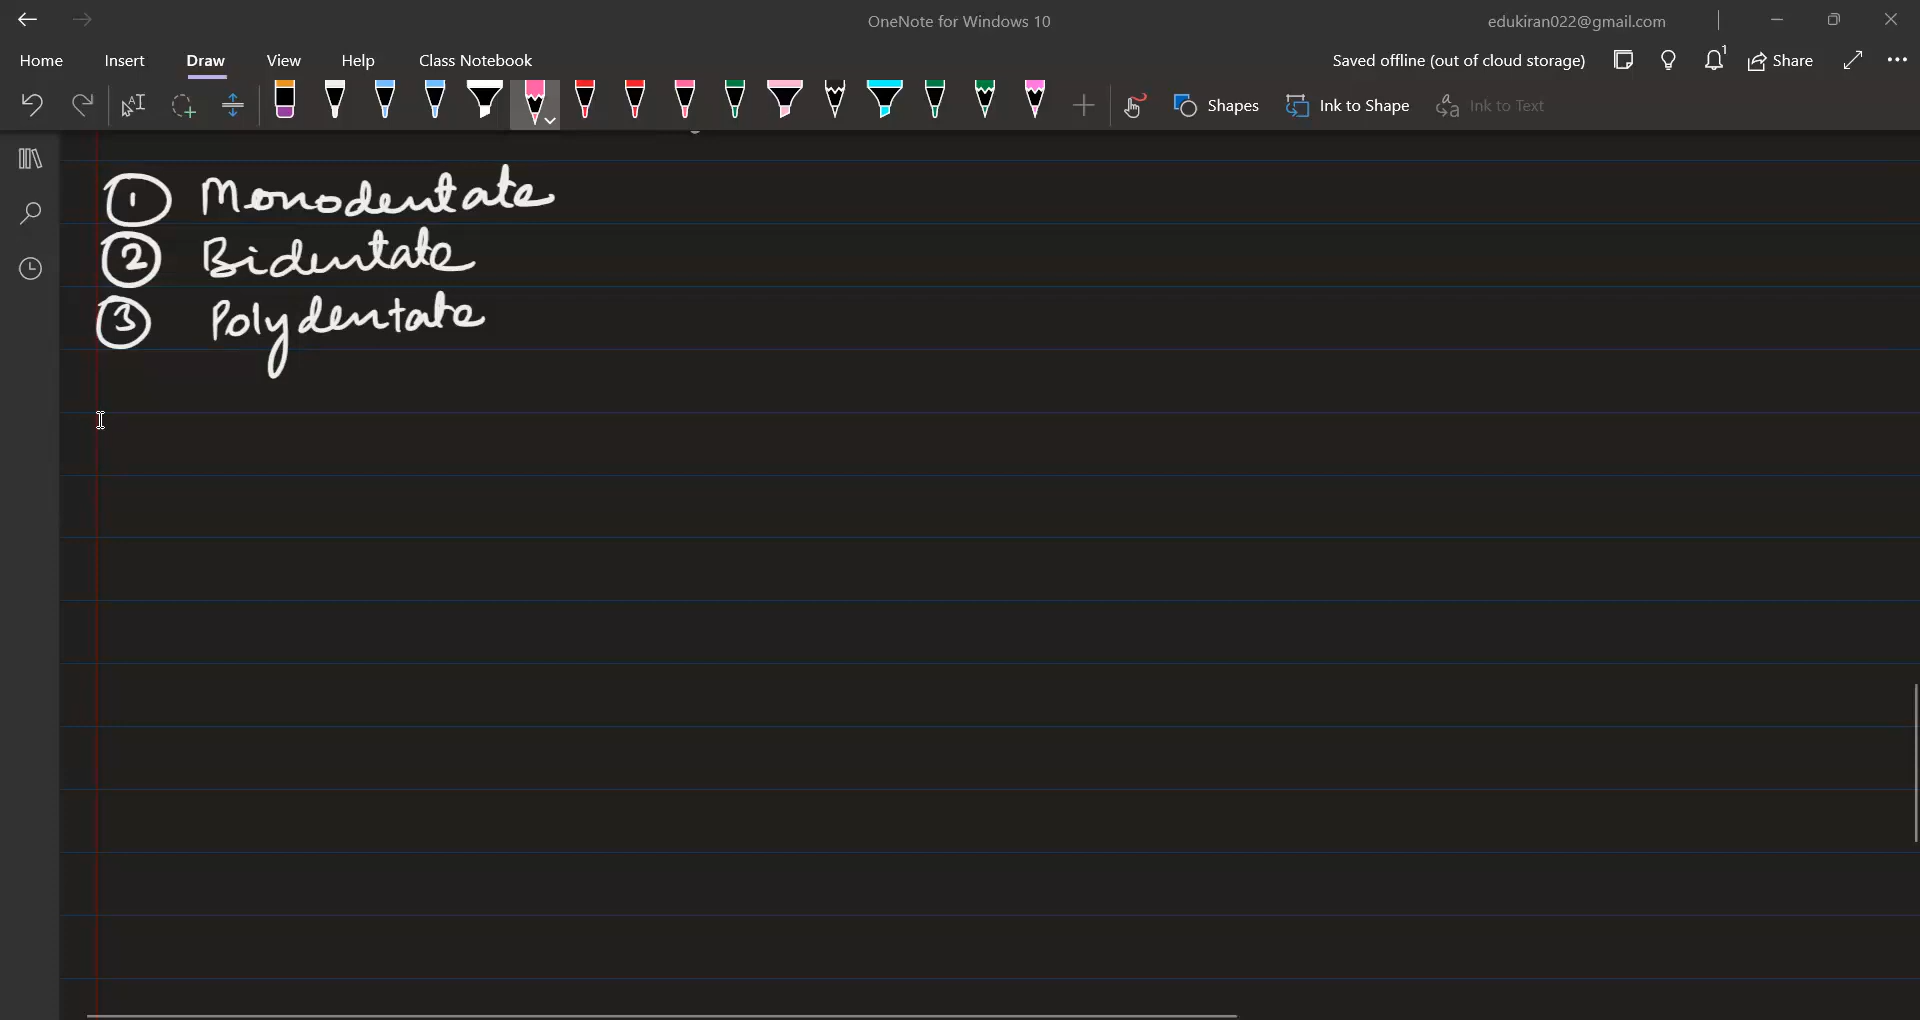 OneNote for Windows 10
edukiran022@gmail.com
Home Insert Draw View Help Class Notebook
Saved offline (out of cloud storage) 1 Share
Shapes Ink to Shape Ink to Text
① Monodentate
② Bidentate
③ Polydentate